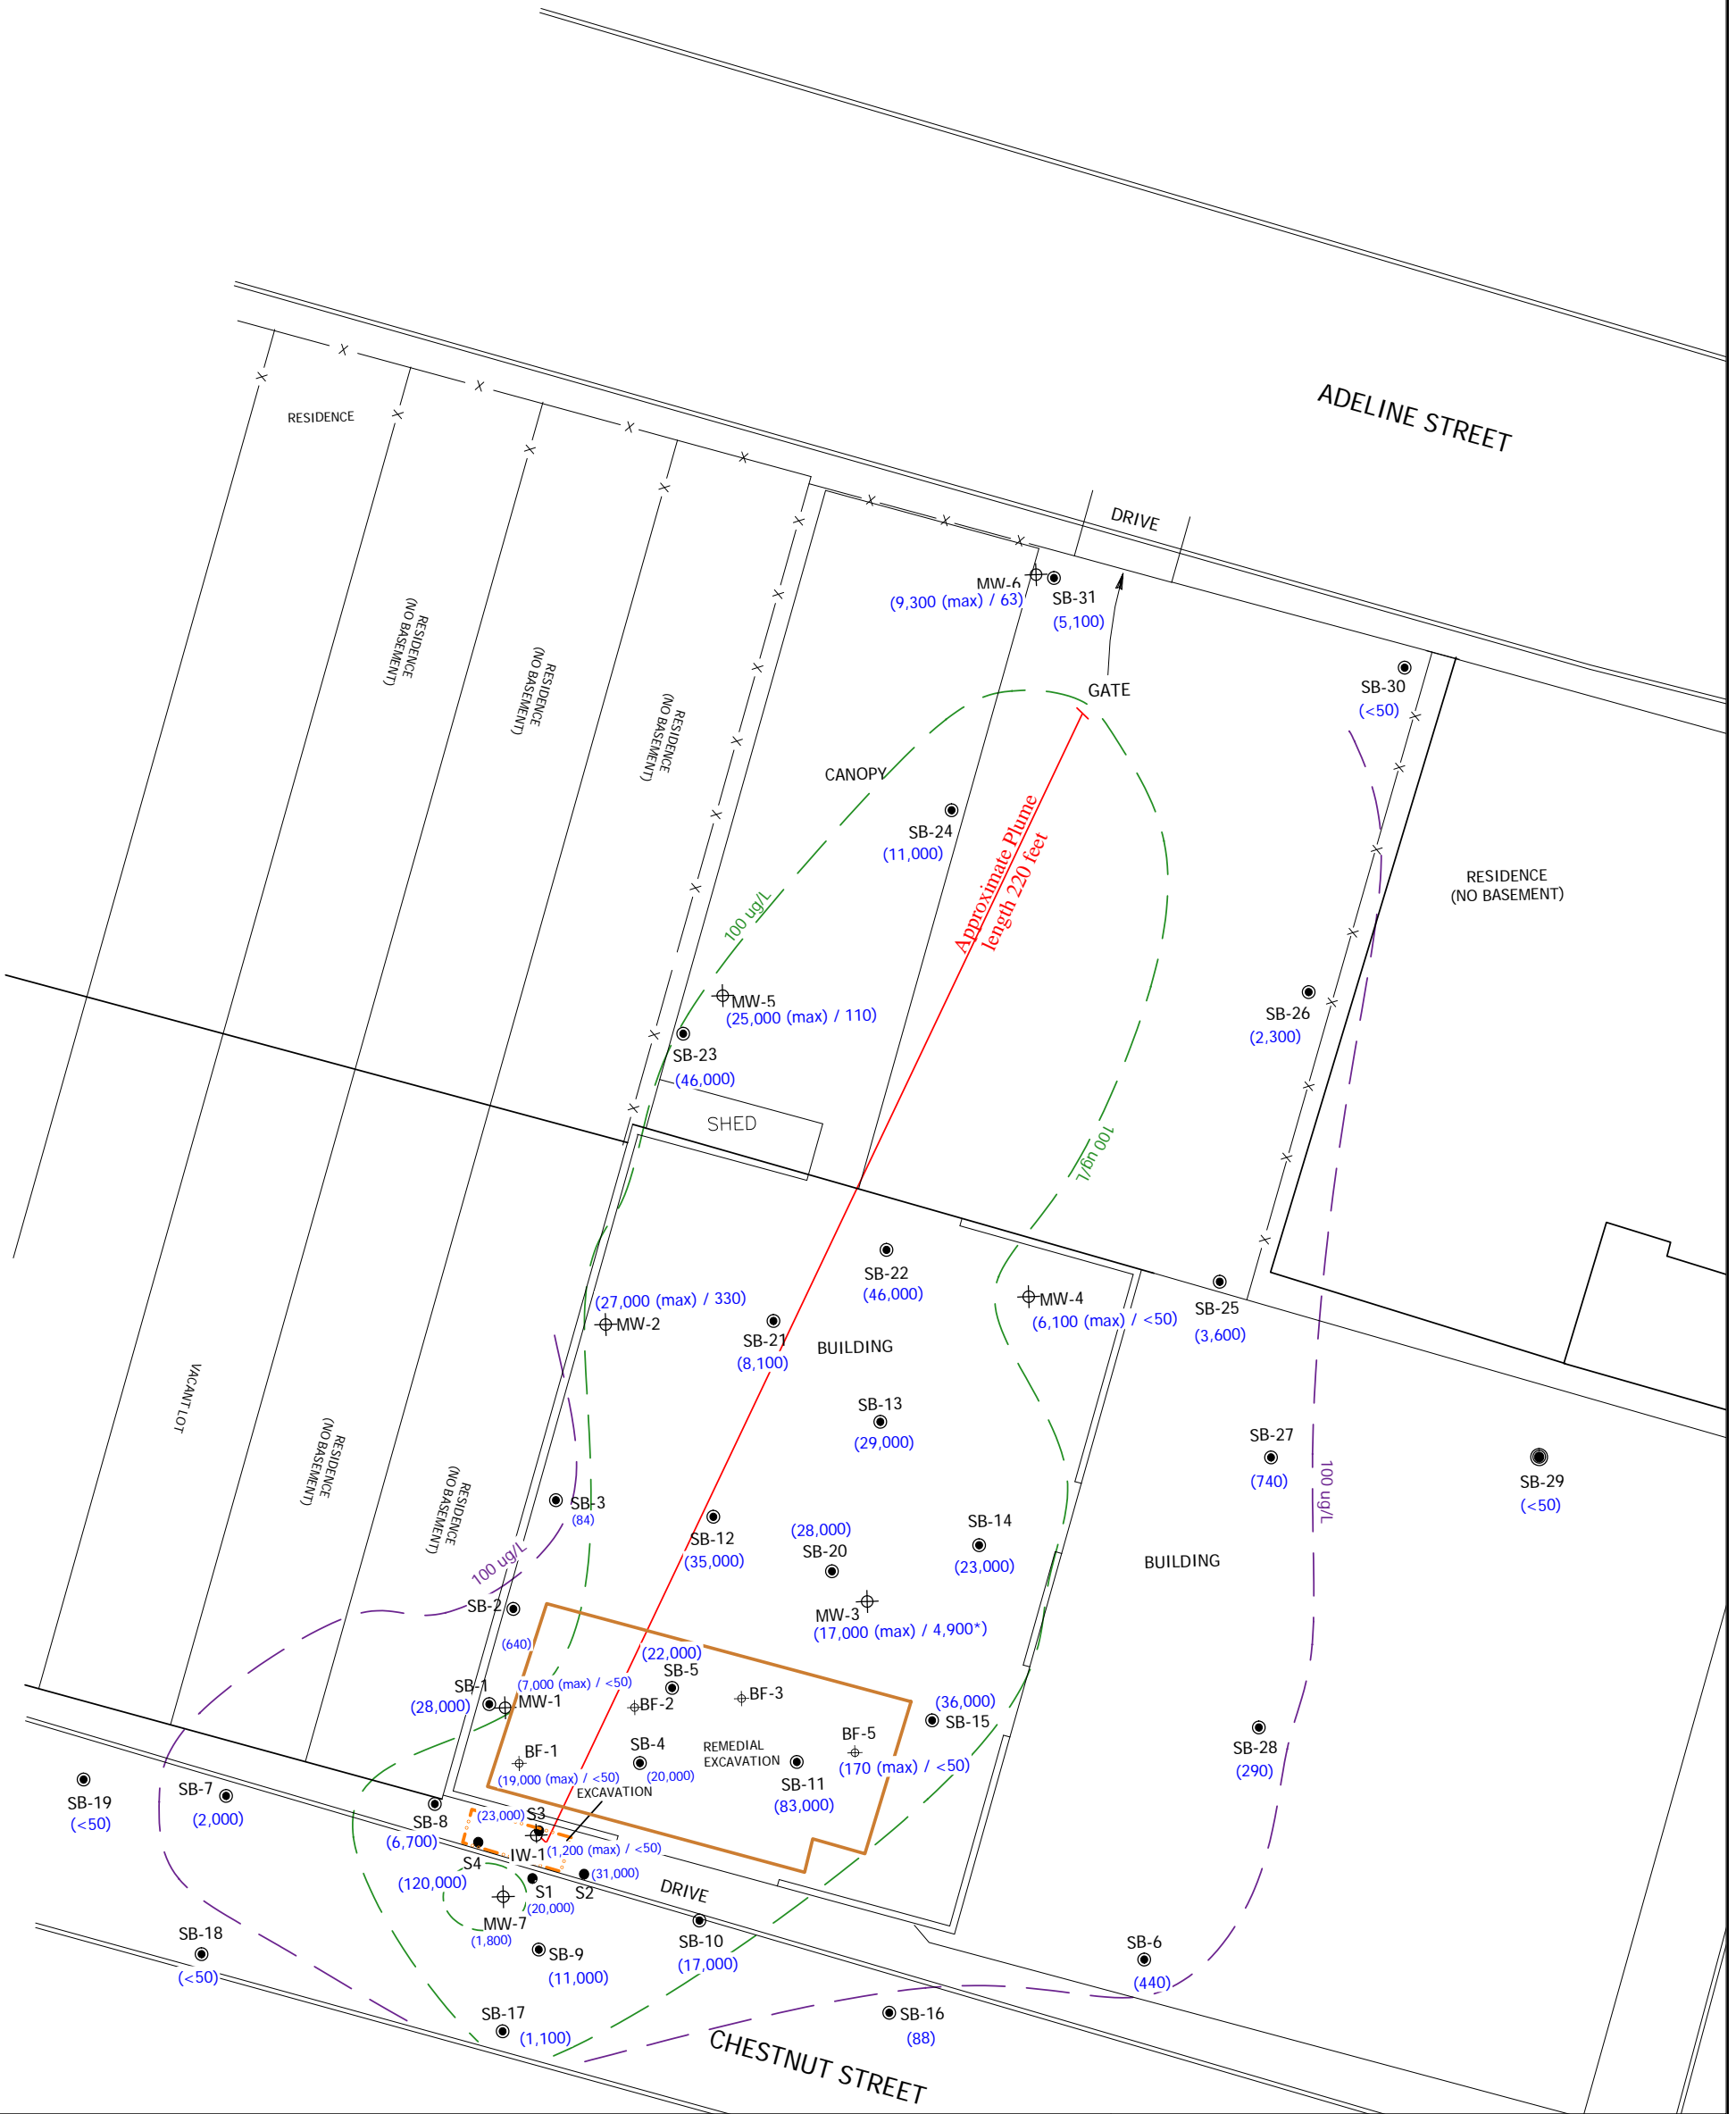 ADELINE STREET
RESIDENCE
DRIVE
MW-6
(9,300 (max) / 63)
SB-31
(5,100)
GATE
SB-30
(<50)
RESIDENCE
(NO BASEMENT)
RESIDENCE
(NO BASEMENT)
RESIDENCE
(NO BASEMENT)
CANOPY
SB-24
(11,000)
Approximate Plume
length 220 feet
RESIDENCE
(NO BASEMENT)
100 ug/L
MW-5
(25,000 (max) / 110)
SB-23
(46,000)
SB-26
(2,300)
SHED
100 ug/L
SB-22
(46,000)
MW-4
(6,100 (max) / <50)
SB-25
(3,600)
(27,000 (max) / 330)
MW-2
SB-21
(8,100)
BUILDING
VACANT LOT
RESIDENCE
(NO BASEMENT)
RESIDENCE
(NO BASEMENT)
SB-13
(29,000)
SB-27
(740)
100 ug/L
SB-29
(<50)
SB-3
(84)
SB-12
(35,000)
(28,000)
SB-20
SB-14
(23,000)
BUILDING
100 ug/L
SB-2
(640)
MW-3
(17,000 (max) / 4,900*)
(22,000)
SB-5
(7,000 (max) / <50)
SB-1
(28,000)
MW-1
BF-2
BF-3
(36,000)
SB-15
BF-5
(170 (max) / <50)
SB-28
(290)
BF-1
(19,000 (max) / <50)
SB-4
(20,000)
REMEDIAL
EXCAVATION
SB-11
(83,000)
EXCAVATION
SB-19
(<50)
SB-7
(2,000)
SB-8
(6,700)
(23,000)
S3
IW-1
(1,200 (max) / <50)
S4
(120,000)
S1
(20,000)
S2
(31,000)
DRIVE
MW-7
(1,800)
SB-9
(11,000)
SB-10
(17,000)
SB-18
(<50)
SB-6
(440)
SB-17
(1,100)
SB-16
(88)
CHESTNUT STREET